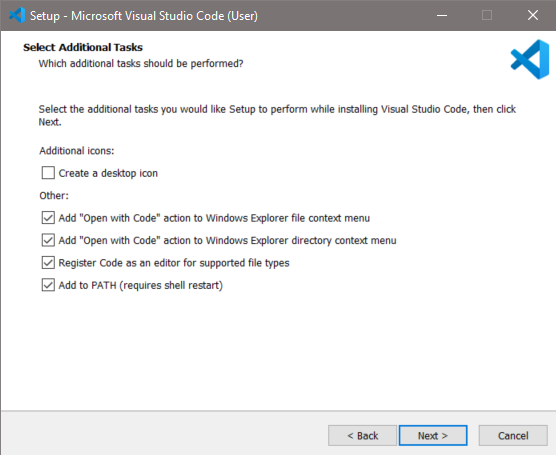 Setup - Microsoft Visual Studio Code (User)
Select Additional Tasks
Which additional tasks should be performed?
Select the additional tasks you would like Setup to perform while installing Visual Studio Code, then click
Next.
Additional icons:
Create a desktop icon
Other:
Add "Open with Code" action to Windows Explorer file context menu
Add "Open with Code" action to Windows Explorer directory context menu
Register Code as an editor for supported file types
Add to PATH (requires shell restart)
< Back Next > Cancel